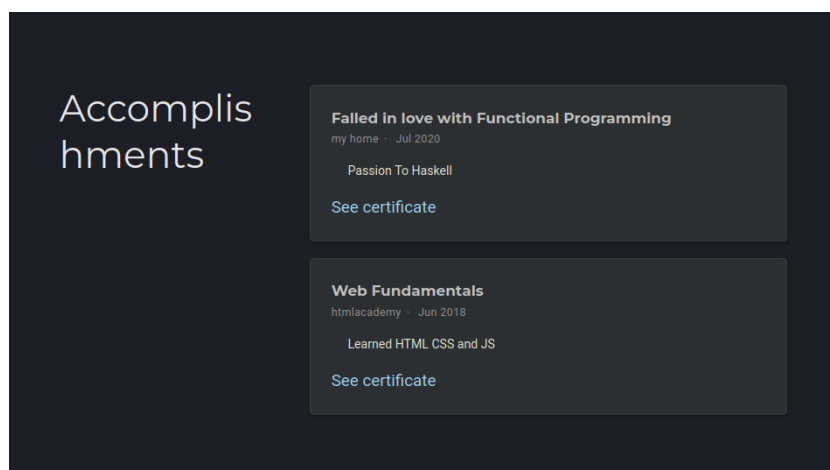 Accomplis
hments
Falled in love with Functional Programming
my home · Jul 2020
Passion To Haskell
See certificate
Web Fundamentals
htmlacademy · Jun 2018
Learned HTML CSS and JS
See certificate